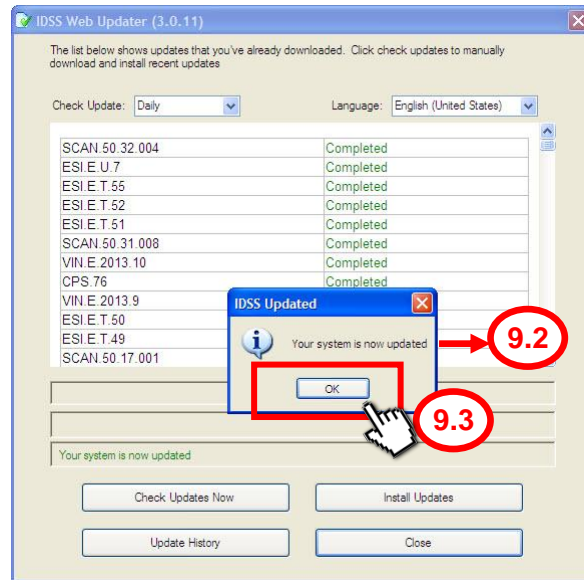 IDSS Web Updater (3.0.11)
The list below shows updates that you've already downloaded. Click check updates to manually
download and install recent updates
Check Update: Daily Language: English (United States)
SCAN.50.32.004 Completed
ESI.E.U.7 Completed
ESI.E.T.55 Completed
ESI.E.T.52 Completed
ESI.E.T.51 Completed
SCAN.50.31.008 Completed
VIN.E.2013.10 Completed
CPS.76 Completed
VIN.E.2013.9
ESI.E.T.50
ESI.E.T.49
SCAN.50.17.001
IDSS Updated
Your system is now updated
9.2
OK
9.3
Your system is now updated
Check Updates Now Install Updates
Update History Close